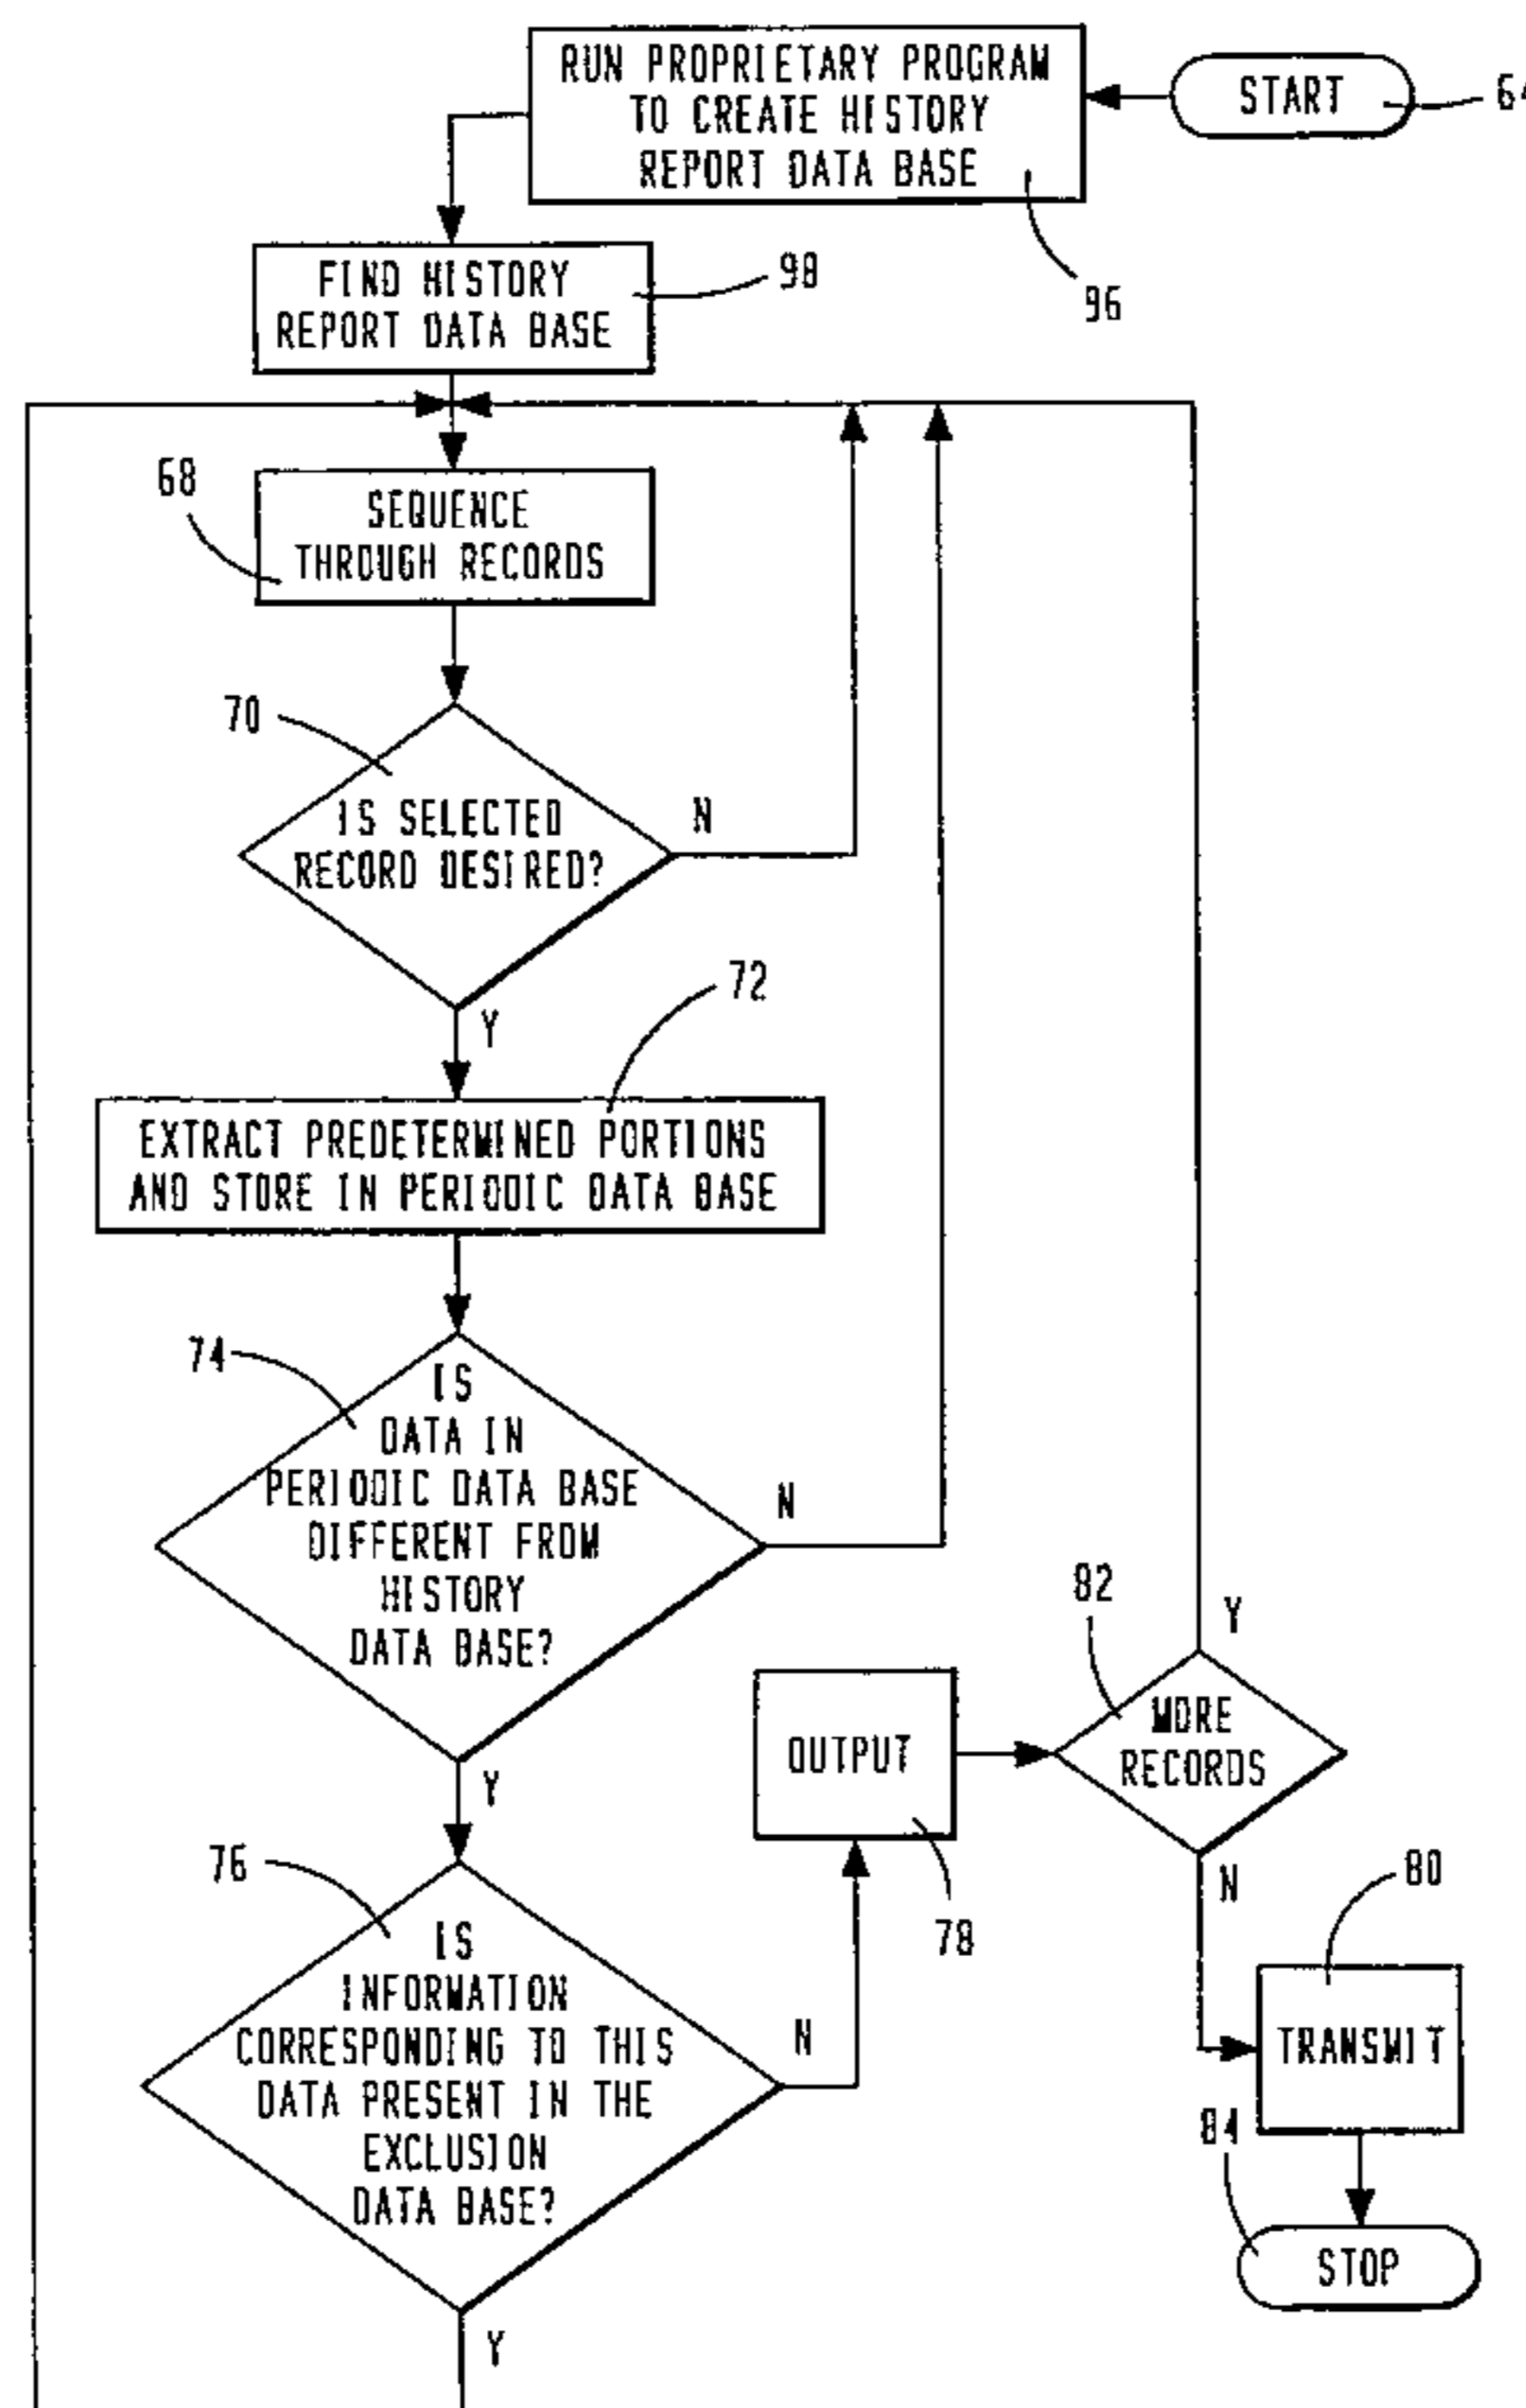 RUN PROPRIETARY PROGRAM
TO CREATE HISTORY
REPORT DATA BASE
START
64
96
FIND HISTORY
REPORT DATA BASE
98
68
SEQUENCE
THROUGH RECORDS
70
IS SELECTED
RECORD DESIRED?
N
Y
72
EXTRACT PREDETERMINED PORTIONS
AND STORE IN PERIODIC DATA BASE
74
IS
DATA IN
PERIODIC DATA BASE
DIFFERENT FROM
HISTORY
DATA BASE?
N
Y
82
Y
MORE
RECORDS
N
OUTPUT
78
76
IS
INFORMATION
CORRESPONDING TO THIS
DATA PRESENT IN THE
EXCLUSION
DATA BASE?
N
Y
80
TRANSMIT
84
STOP